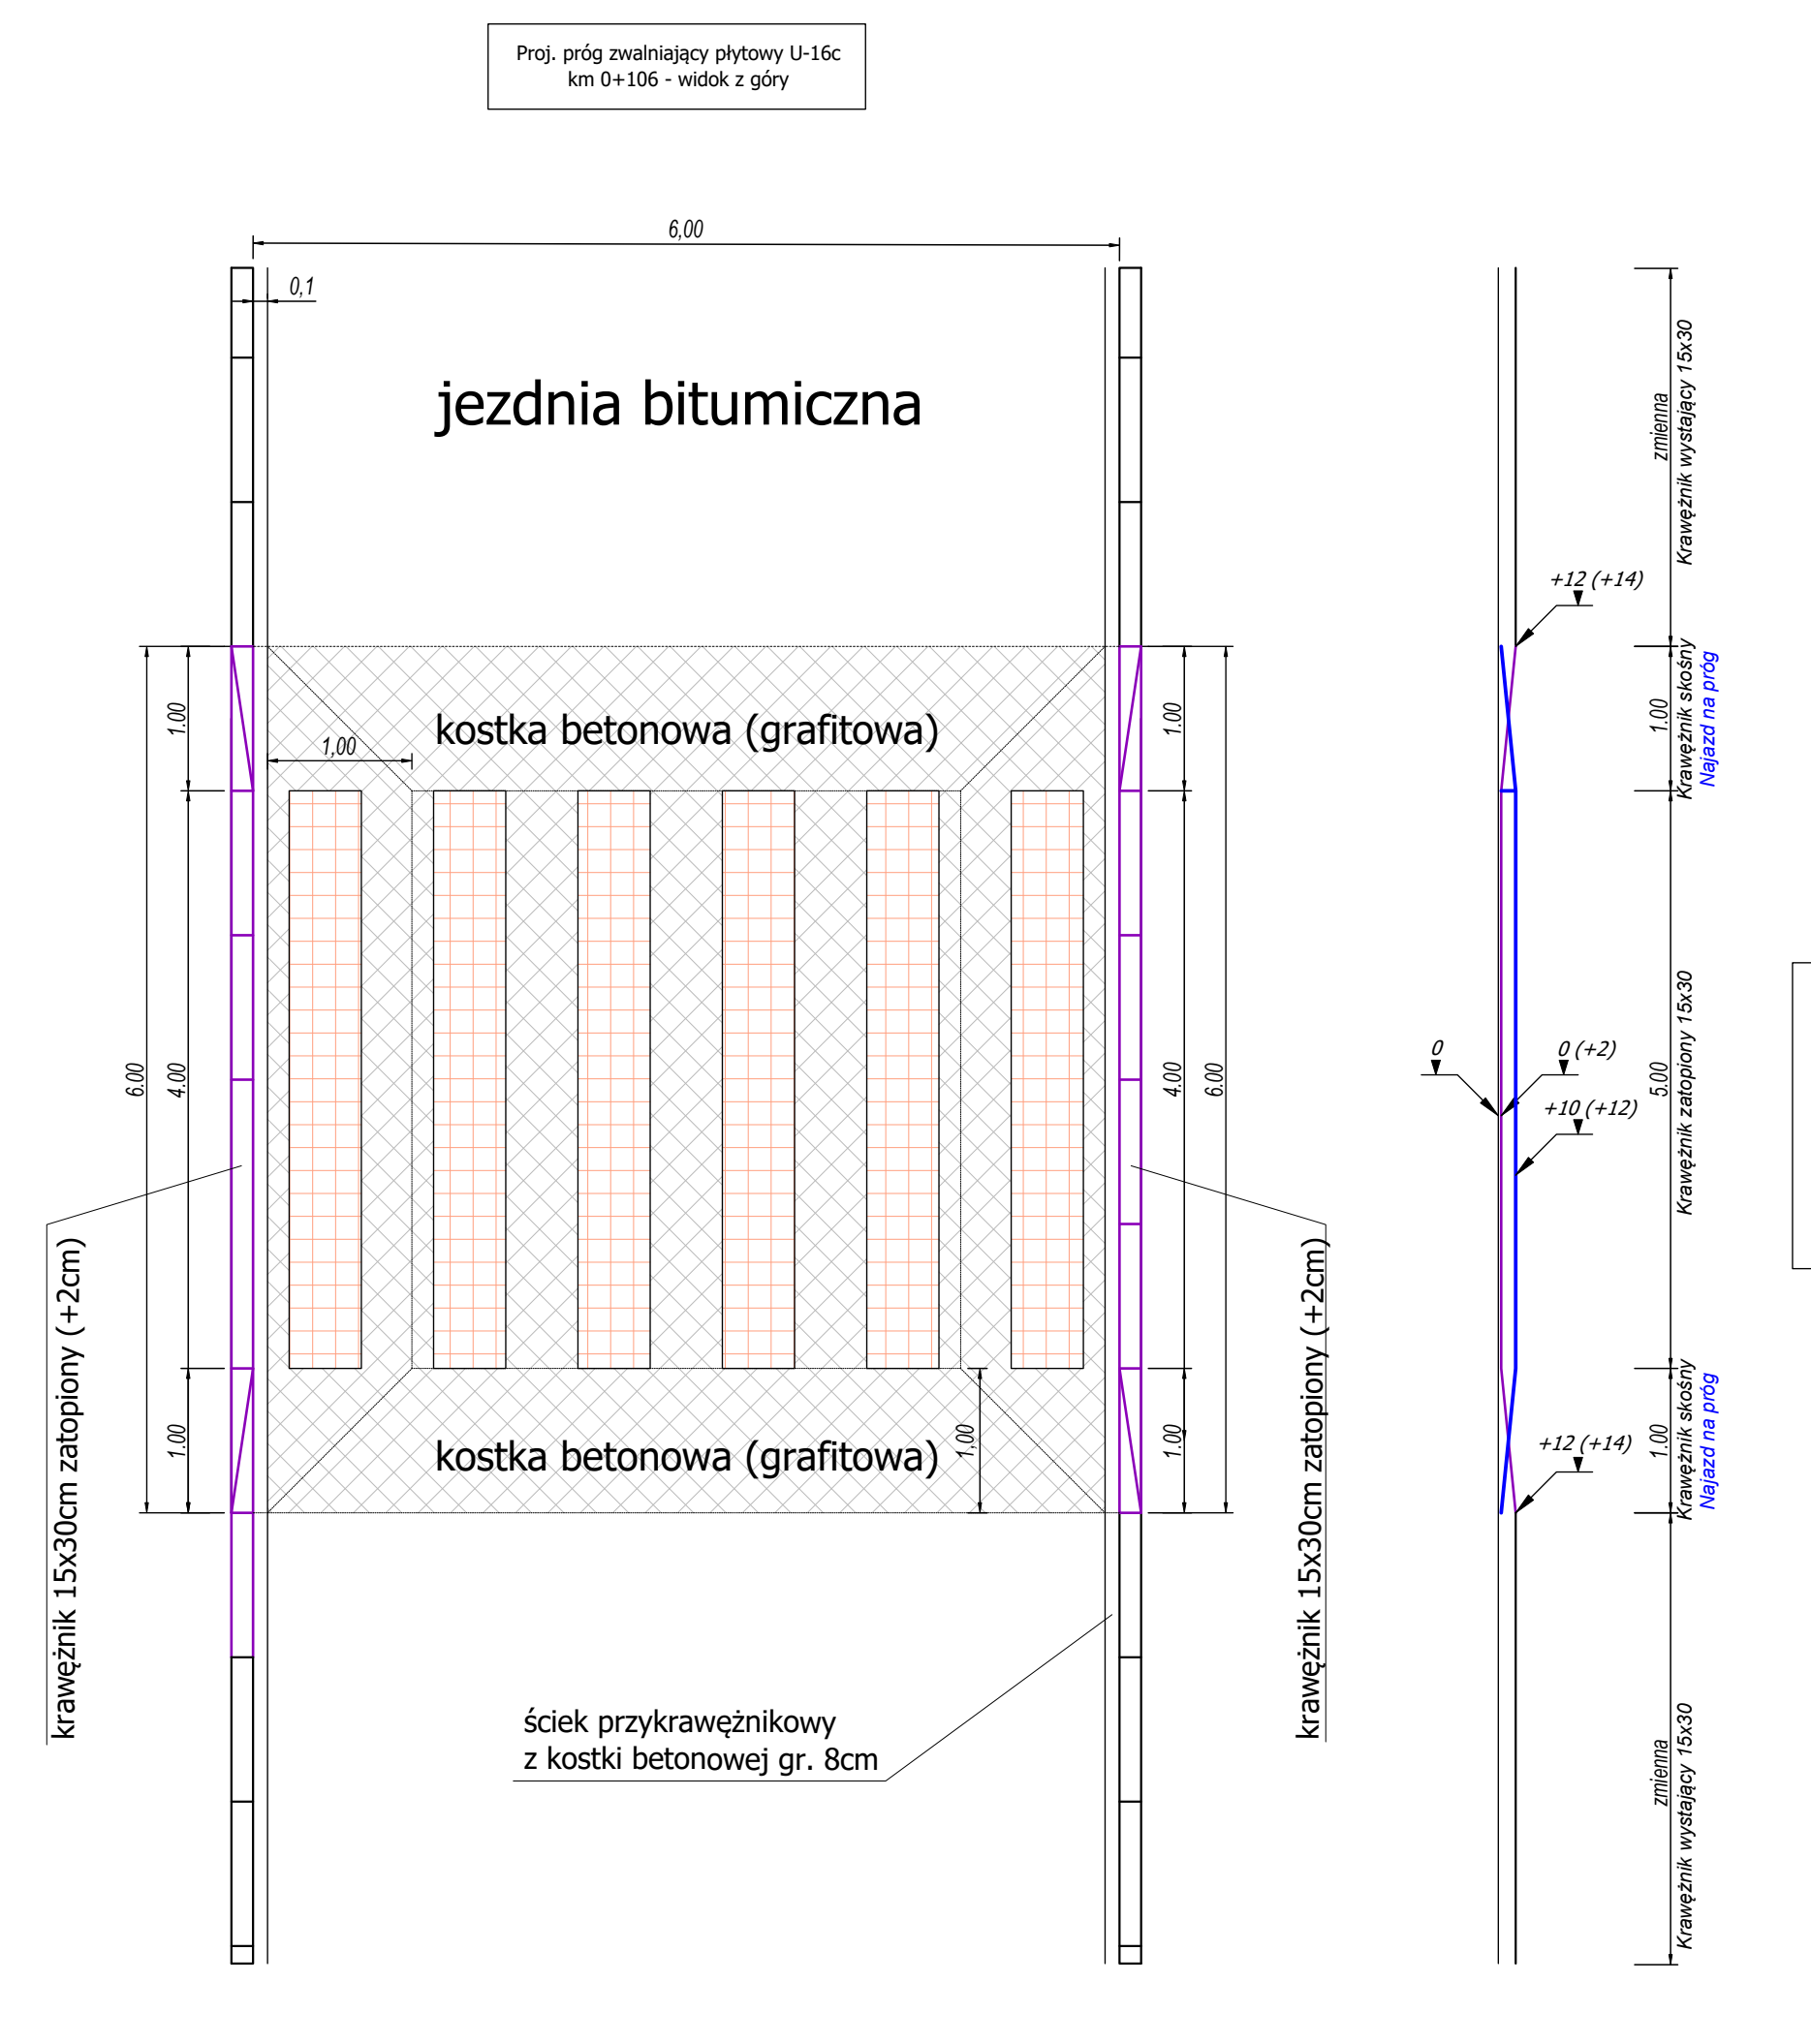 Proj. próg zwalniający płytowy U-16c
km 0+106 - widok z góry
6,00
0,1
jezdnia bitumiczna
zmienna
Krawężnik wystający 15x30
+12 (+14)
1.00
kostka betonowa (grafitowa)
1,00
1.00
1.00
Krawężnik skośny
Najazd na próg
6.00
4.00
4.00
6.00
0
0 (+2)
+10 (+12)
5.00
Krawężnik zatopiony 15x30
krawężnik 15x30cm zatopiony (+2cm)
krawężnik 15x30cm zatopiony (+2cm)
1.00
kostka betonowa (grafitowa)
1,00
1.00
+12 (+14)
1.00
Krawężnik skośny
Najazd na próg
ściek przykrawężnikowy
z kostki betonowej gr. 8cm
zmienna
Krawężnik wystający 15x30